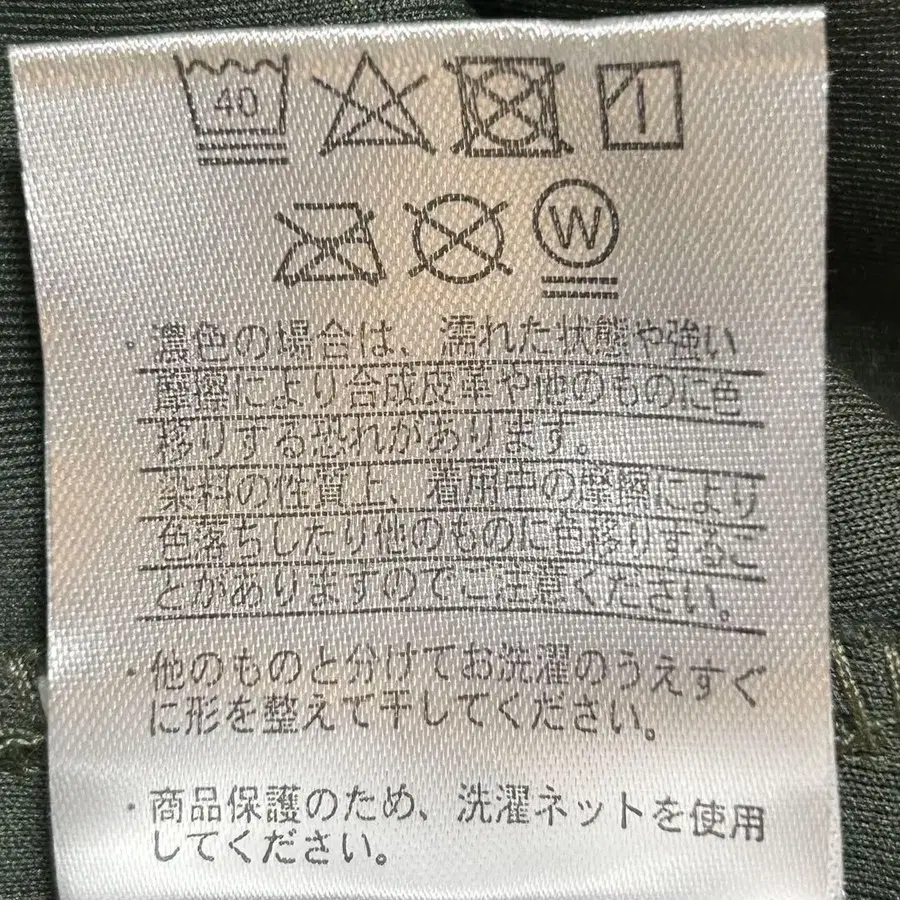 40
W
・濃色の場合は、濡れた状態や強い
摩擦により合成皮革や他のものに色
移りする恐れがあります。
染料の性質上、着用中の摩擦により
色落ちしたり他のものに色移りするこ
とがありますのでご注意ください。
・他のものと分けてお洗濯のうえすぐ
に形を整えて干してください。
・商品保護のため、洗濯ネットを使用
してください。